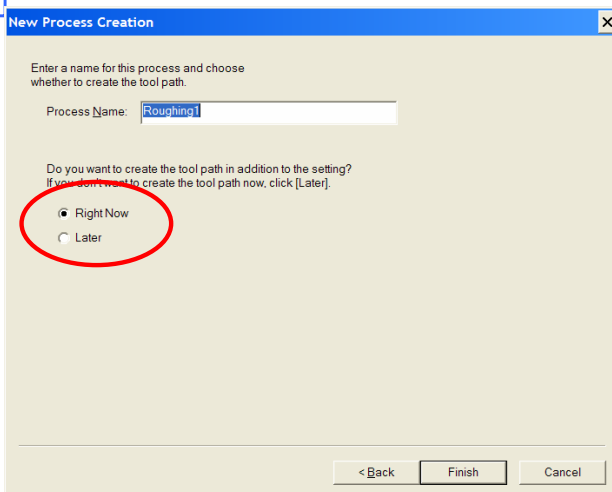 New Process Creation
Enter a name for this process and choose
whether to create the tool path.
Process Name: Roughing1
Do you want to create the tool path in addition to the setting?
If you don't want to create the tool path now, click [Later].
Right Now
Later
< Back Finish Cancel